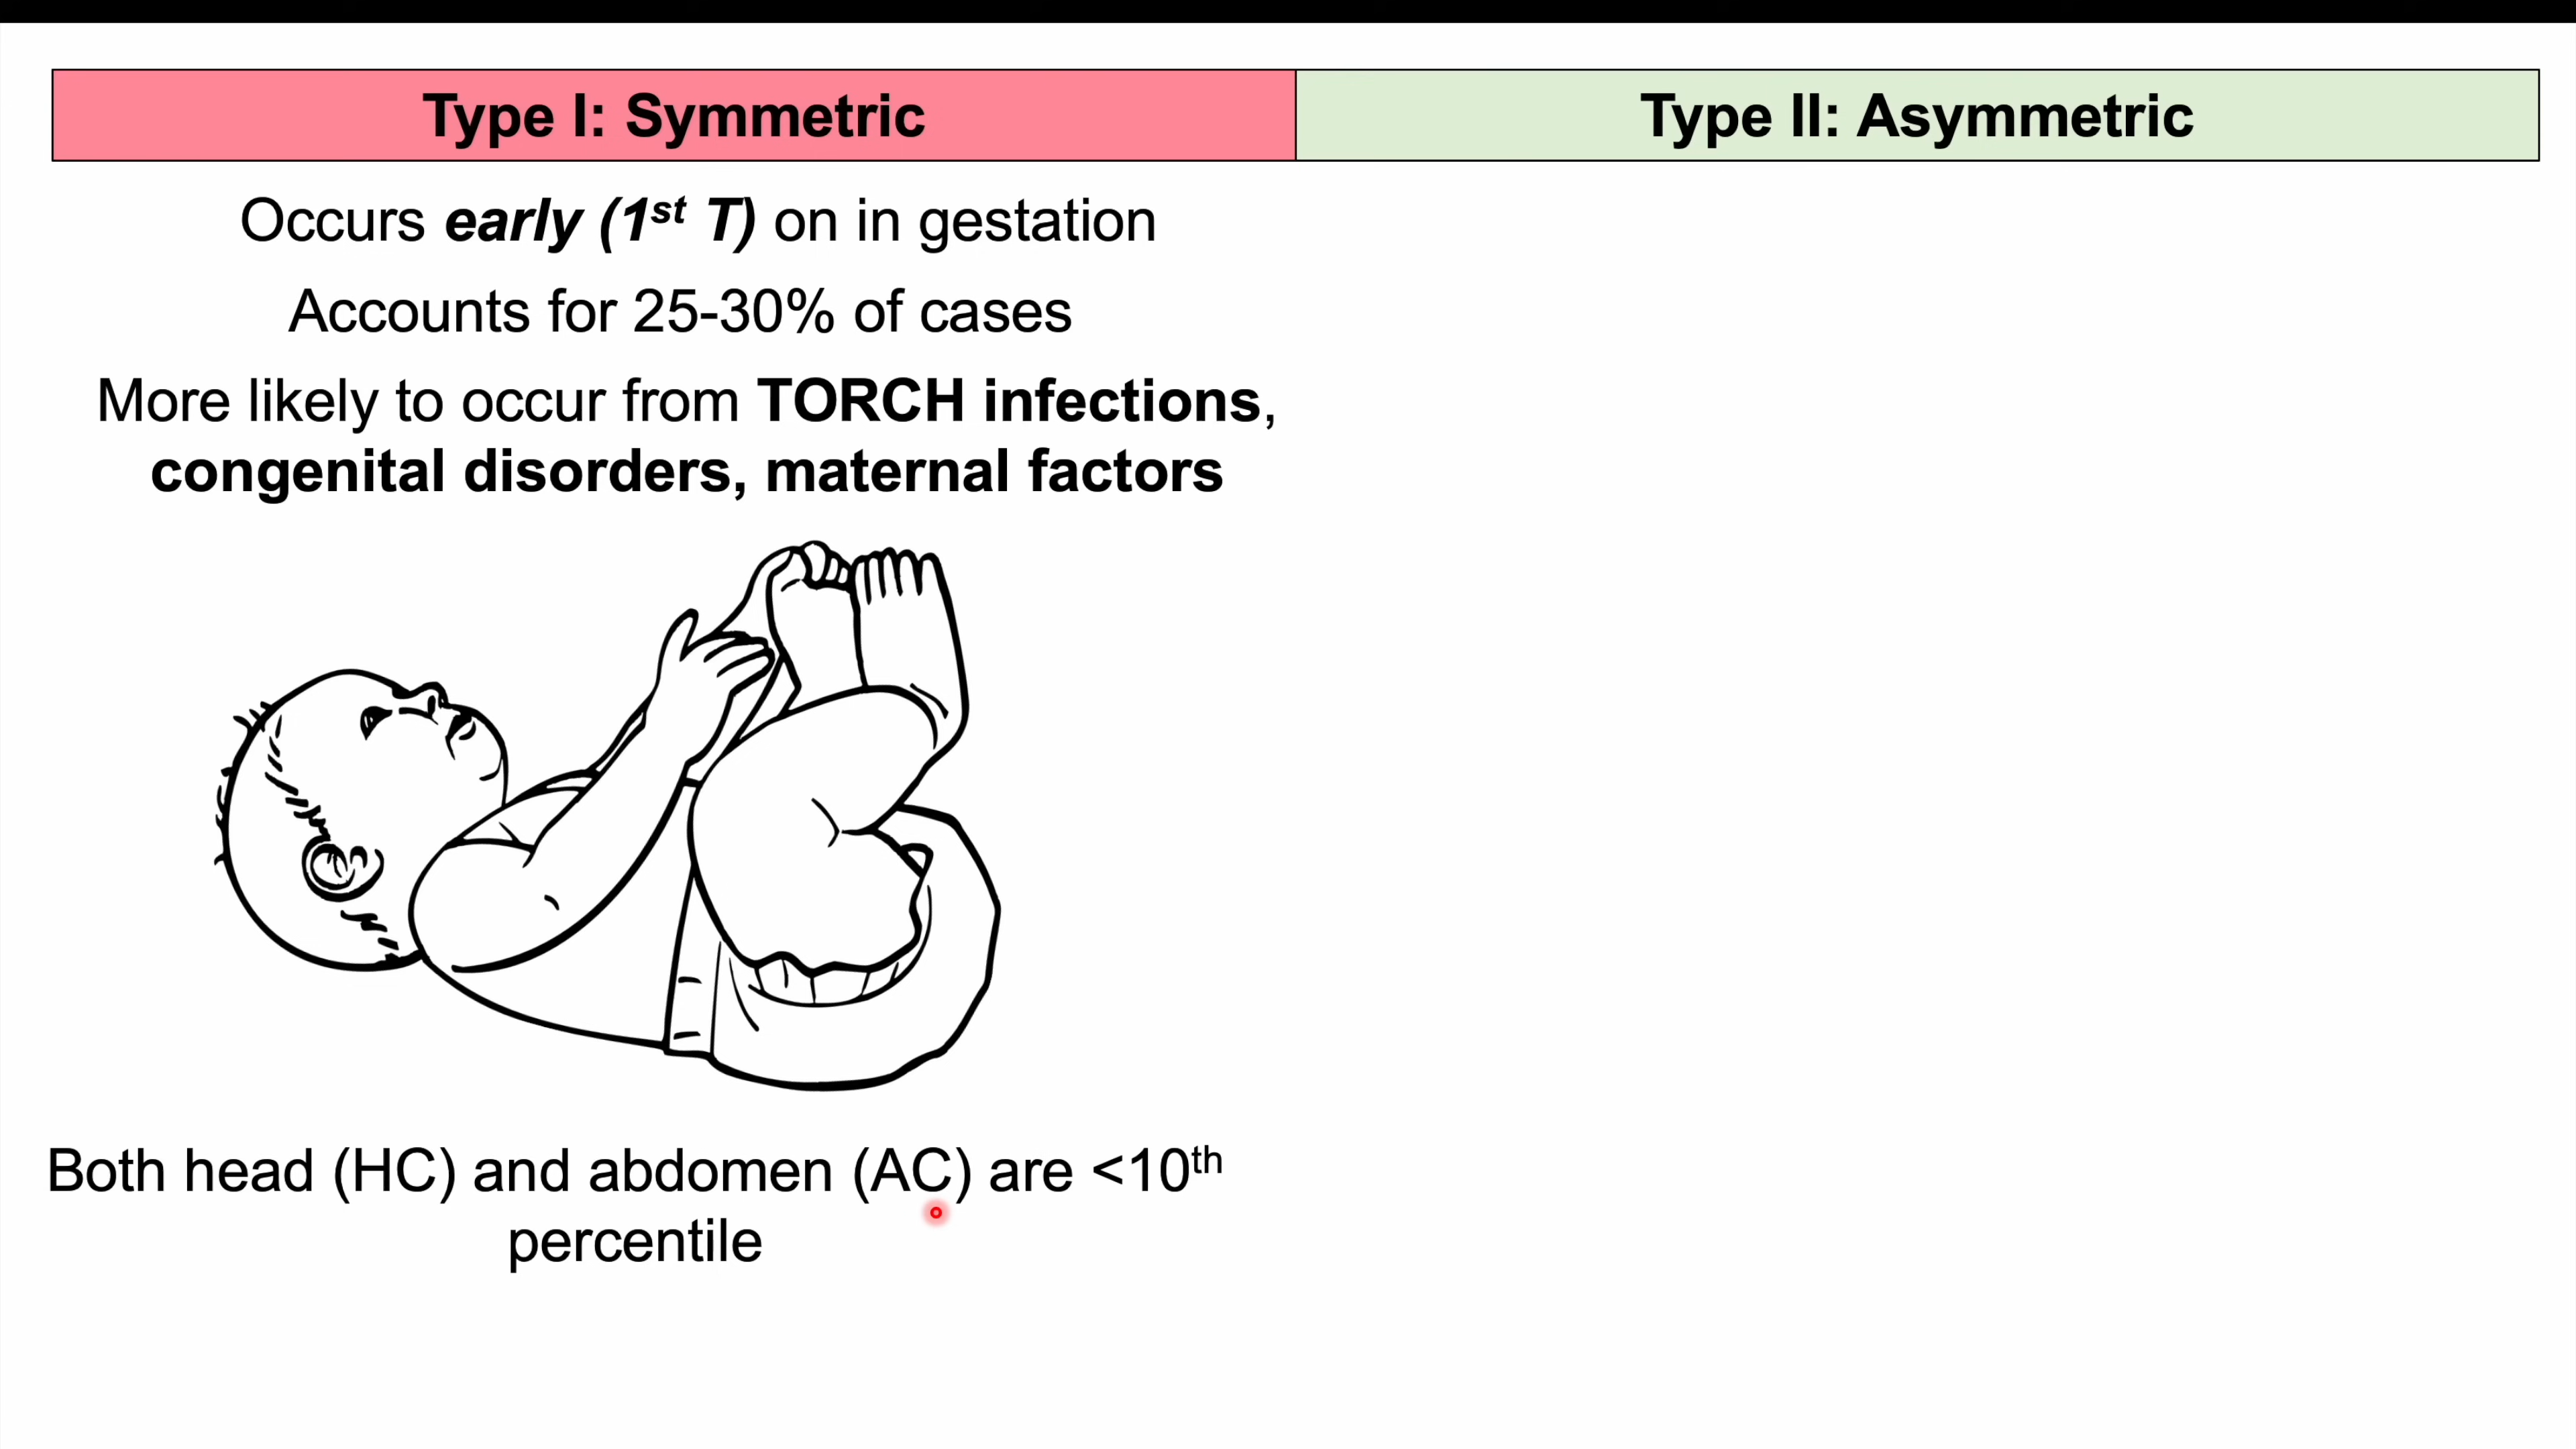 Type I: Symmetric
Type II: Asymmetric
Occurs early (1st T) on in gestation
Accounts for 25-30% of cases
More likely to occur from TORCH infections,
congenital disorders, maternal factors
Both head (HC) and abdomen (AC) are <10th
percentile